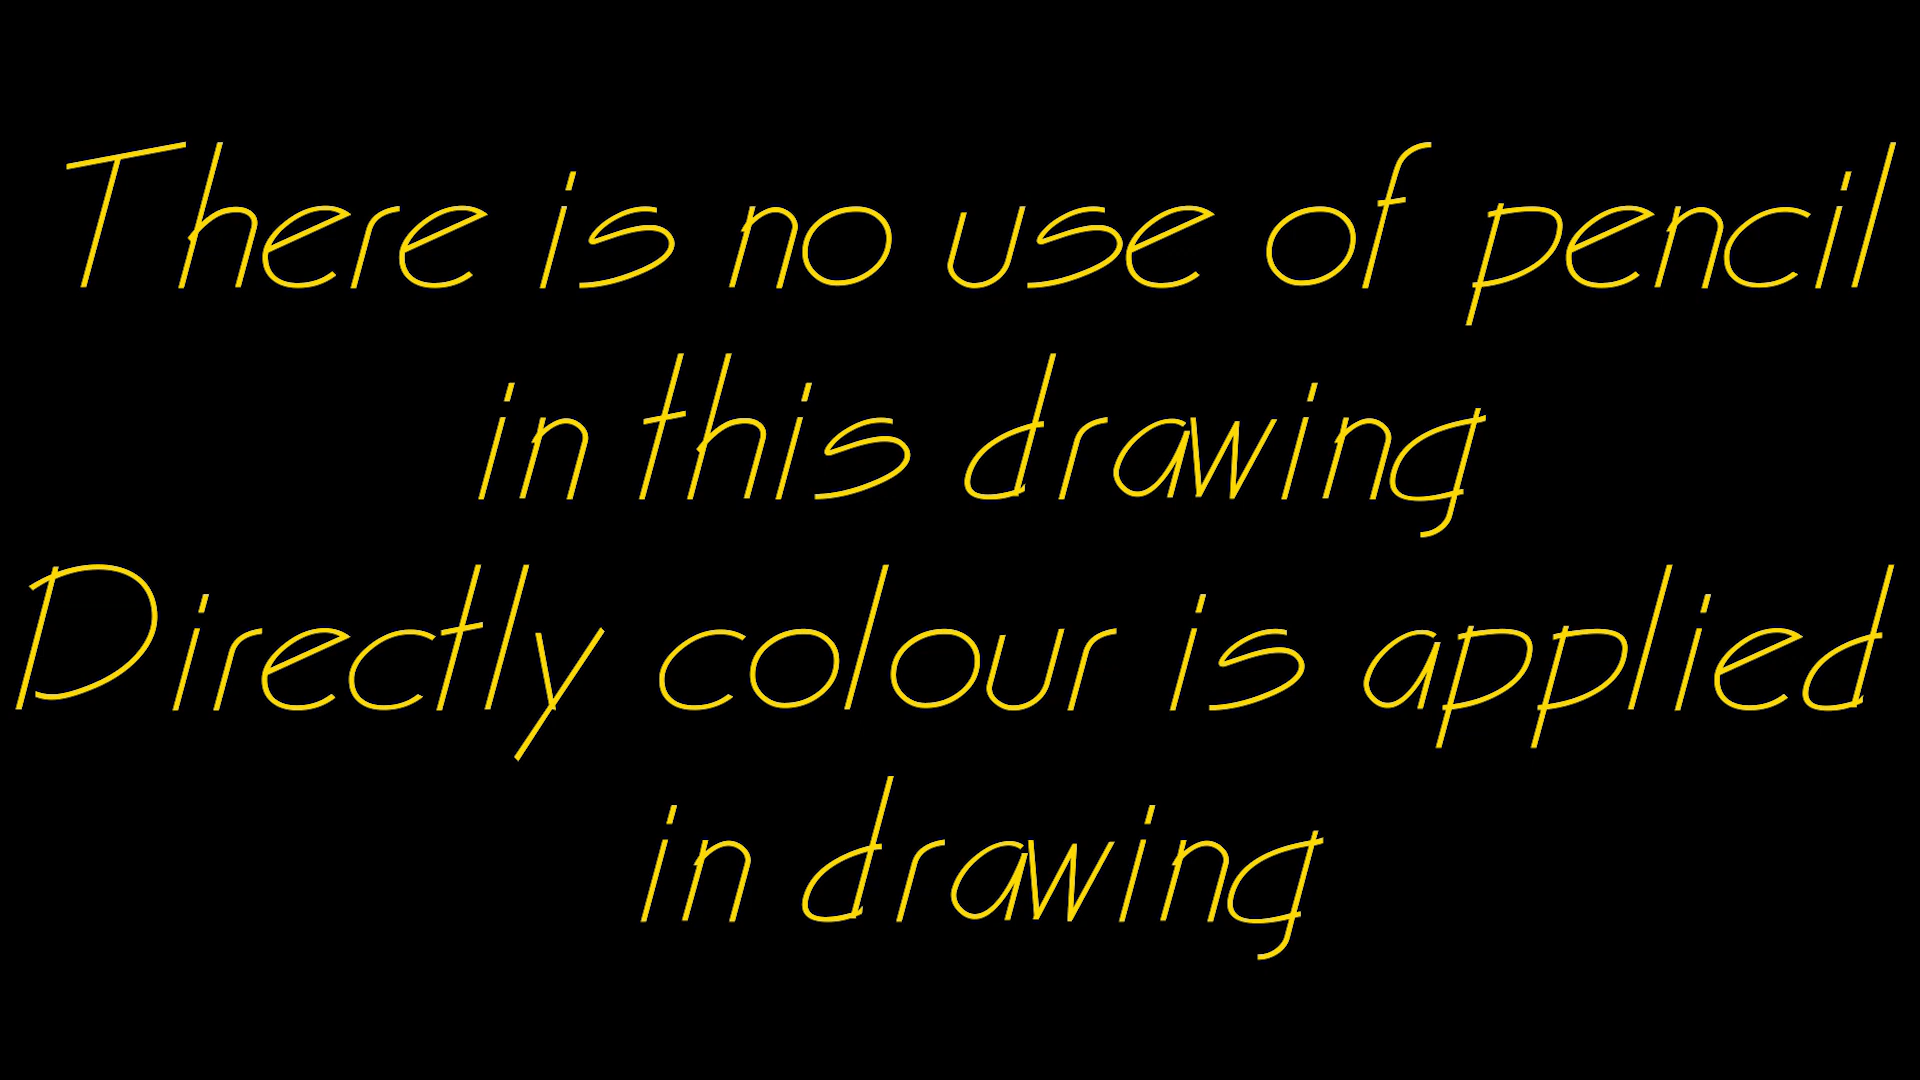 There is no use of pencil
in this drawing
Directly colour is applied
in drawing